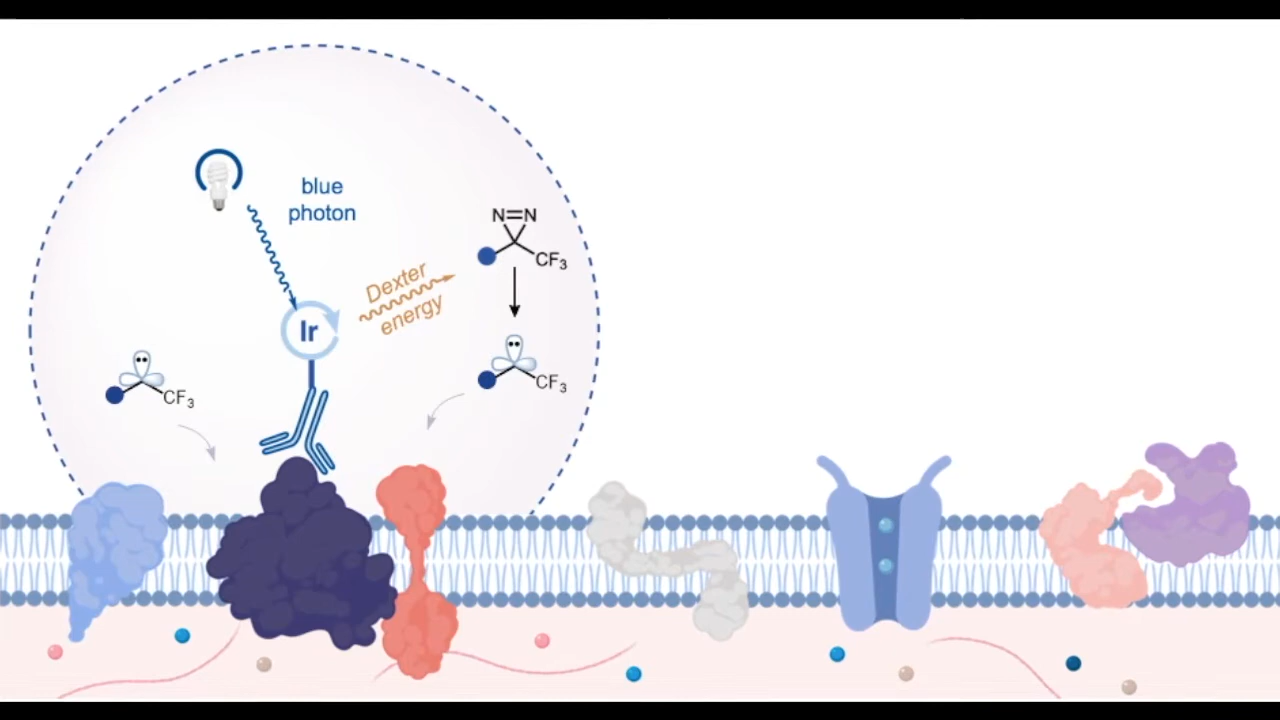 blue
photon
N=N
CF₃
Dexter
energy
Ir
CF₃
CF₃